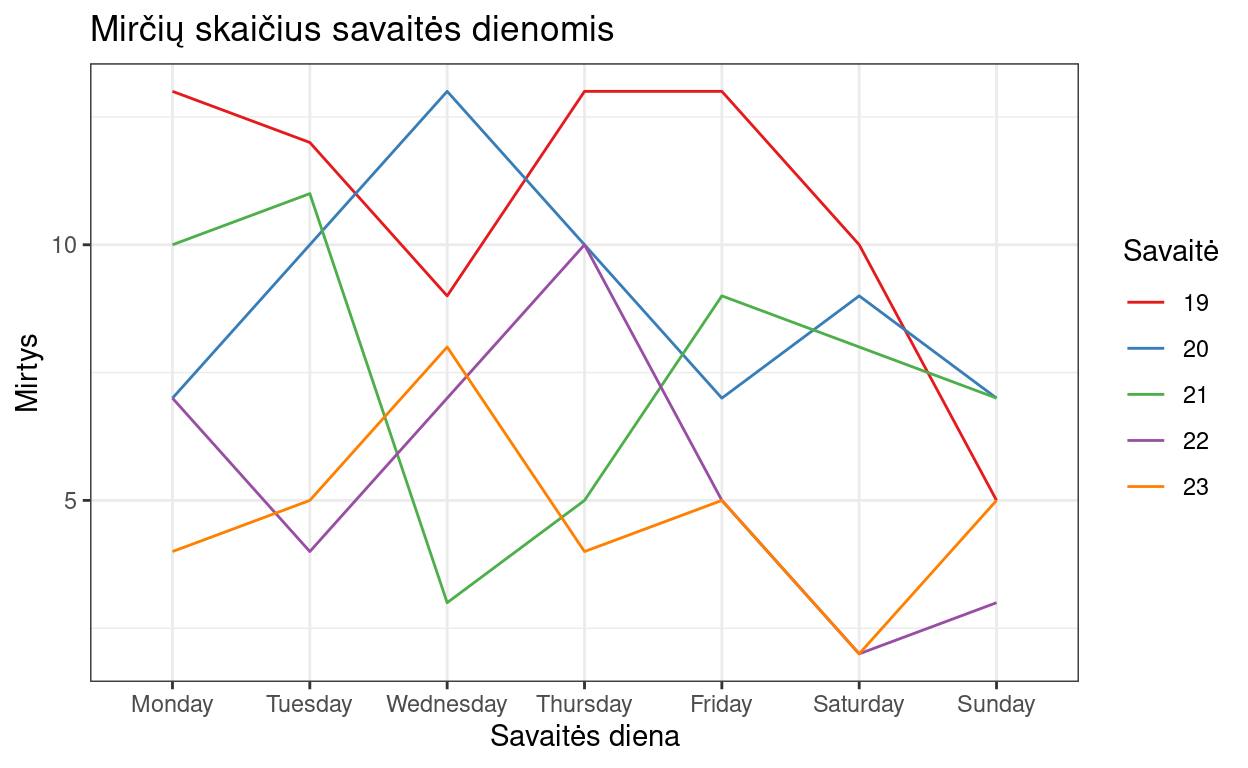 Mirčių skaičius savaitės dienomis
Mirtys
10
5
Monday Tuesday Wednesday Thursday Friday Saturday Sunday
Savaitės diena
Savaitė
19
20
21
22
23